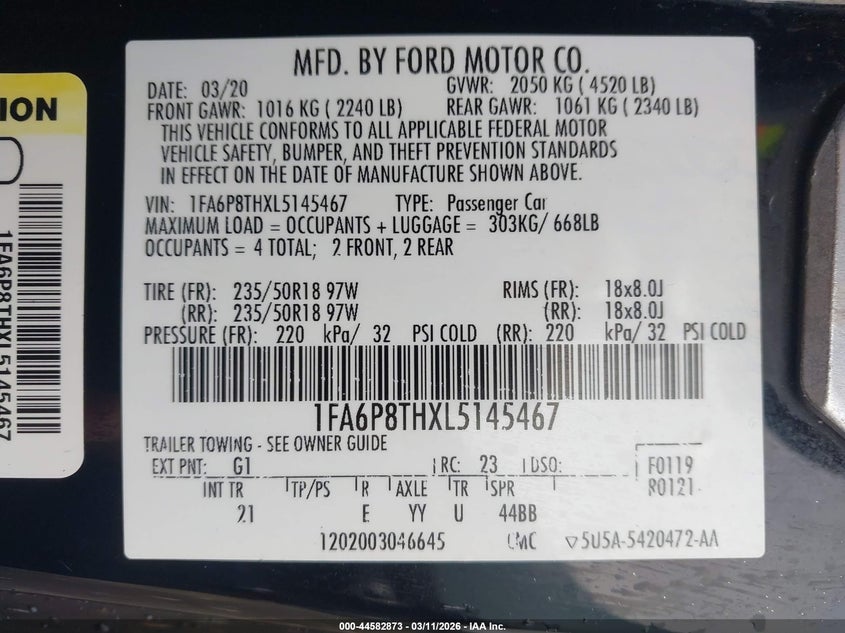 MFD. BY FORD MOTOR CO.
DATE: 03/20 GVWR: 2050 KG ( 4520 LB)
FRONT GAWR: 1016 KG ( 2240 LB) REAR GAWR: 1061 KG ( 2340 LB)
THIS VEHICLE CONFORMS TO ALL APPLICABLE FEDERAL MOTOR
VEHICLE SAFETY, BUMPER, AND THEFT PREVENTION STANDARDS
IN EFFECT ON THE DATE OF MANUFACTURE SHOWN ABOVE.
VIN: 1FA6P8THXL5145467 TYPE: Passenger Car
MAXIMUM LOAD = OCCUPANTS + LUGGAGE = 303KG/ 668LB
OCCUPANTS = 4 TOTAL; 2 FRONT, 2 REAR
TIRE (FR): 235/50R18 97W RIMS (FR): 18x8.0J
(RR): 235/50R18 97W (RR): 18x8.0J
PRESSURE (FR): 220 kPa/ 32 PSI COLD (RR): 220 kPa/ 32 PSI COLD
1FA6P8THXL5145467
TRAILER TOWING - SEE OWNER GUIDE
EXT PNT: G1 RC: 23 DSO: F0119
R0121
INT TR TP/PS R AXLE TR SPR
21 E YY U 44BB
1202003046645 5U5A-5420472-AA
ION
1FA6P8THXL5145467
000-44582873 - 03/11/2026 - IAA Holdings, Inc.